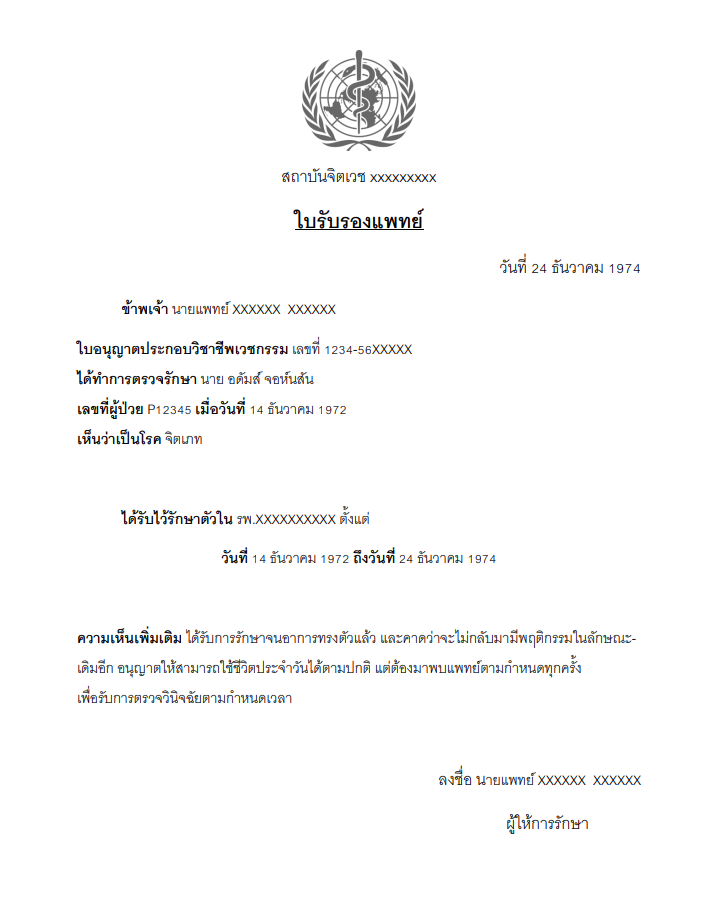 สถาบันจิตเวช xxxxxxxxx
ใบรับรองแพทย์
วันที่ 24 ธันวาคม 1974
ข้าพเจ้า นายแพทย์ XXXXXX XXXXXX
ใบอนุญาตประกอบวิชาชีพเวชกรรม เลขที่ 1234-56XXXXX
ได้ทำการตรวจรักษา นาย อดัมส์ จอห์นสัน
เลขที่ผู้ป่วย P12345 เมื่อวันที่ 14 ธันวาคม 1972
เห็นว่าเป็นโรค จิตเภท
ได้รับไว้รักษาตัวใน รพ.XXXXXXXXXX ตั้งแต่
วันที่ 14 ธันวาคม 1972 ถึงวันที่ 24 ธันวาคม 1974
ความเห็นเพิ่มเติม ได้รับการรักษาจนอาการทรงตัวแล้ว และคาดว่าจะไม่กลับมามีพฤติกรรมในลักษณะ-
เดิมอีก อนุญาตให้สามารถใช้ชีวิตประจำวันได้ตามปกติ แต่ต้องมาพบแพทย์ตามกำหนดทุกครั้ง
เพื่อรับการตรวจวินิจฉัยตามกำหนดเวลา
ลงชื่อ นายแพทย์ XXXXXX XXXXXX
ผู้ให้การรักษา